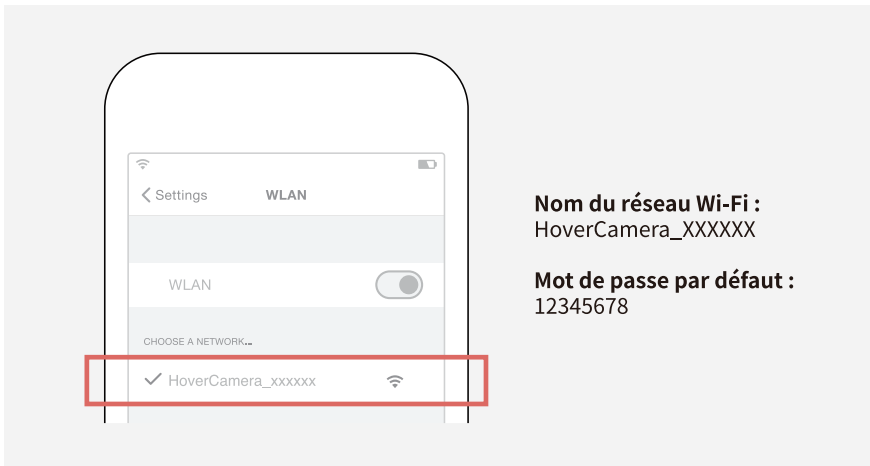 Settings
WLAN
WLAN
CHOOSE A NETWORK...
HoverCamera_xxxxxx
Nom du réseau Wi-Fi :
HoverCamera_XXXXXX
Mot de passe par défaut :
12345678